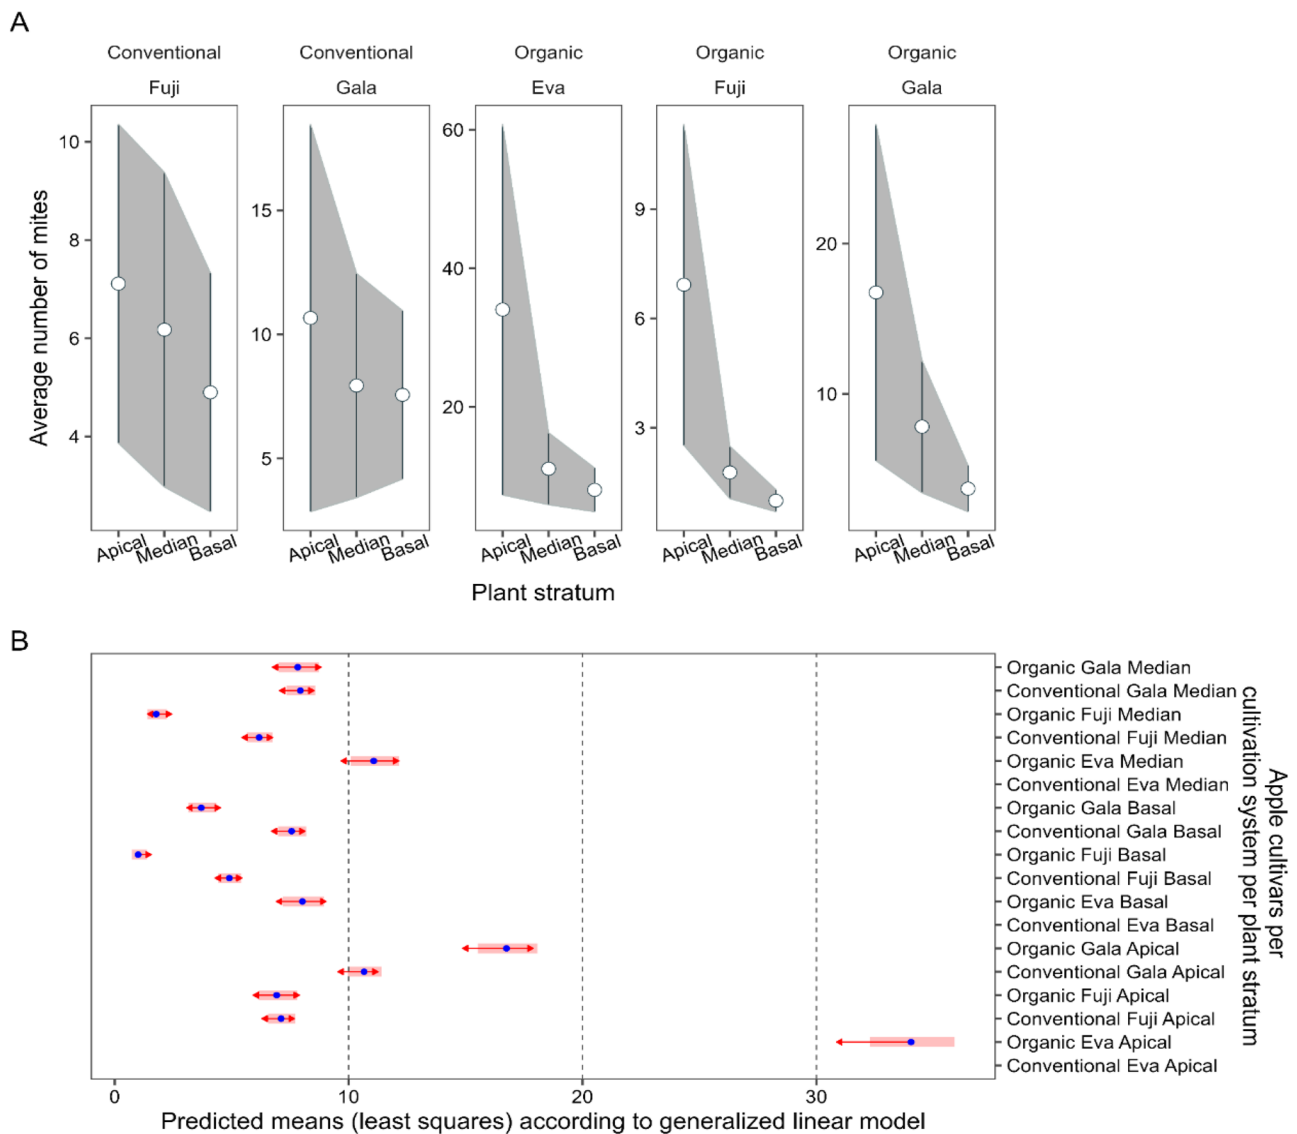 A
Conventional Conventional Organic Organic Organic
Fuji Gala Eva Fuji Gala
Average number of mites
10
8
6
4
15
10
5
60
40
20
9
6
3
20
10
Apical Median Basal Apical Median Basal Apical Median Basal Apical Median Basal Apical Median Basal
Plant stratum
B
Organic Gala Median
Conventional Gala Median
Organic Fuji Median
Conventional Fuji Median
Organic Eva Median
Conventional Eva Median
Organic Gala Basal
Conventional Gala Basal
Organic Fuji Basal
Conventional Fuji Basal
Organic Eva Basal
Conventional Eva Basal
Organic Gala Apical
Conventional Gala Apical
Organic Fuji Apical
Conventional Fuji Apical
Organic Eva Apical
Conventional Eva Apical
Apple cultivars per
cultivation system per plant stratum
0 10 20 30
Predicted means (least squares) according to generalized linear model